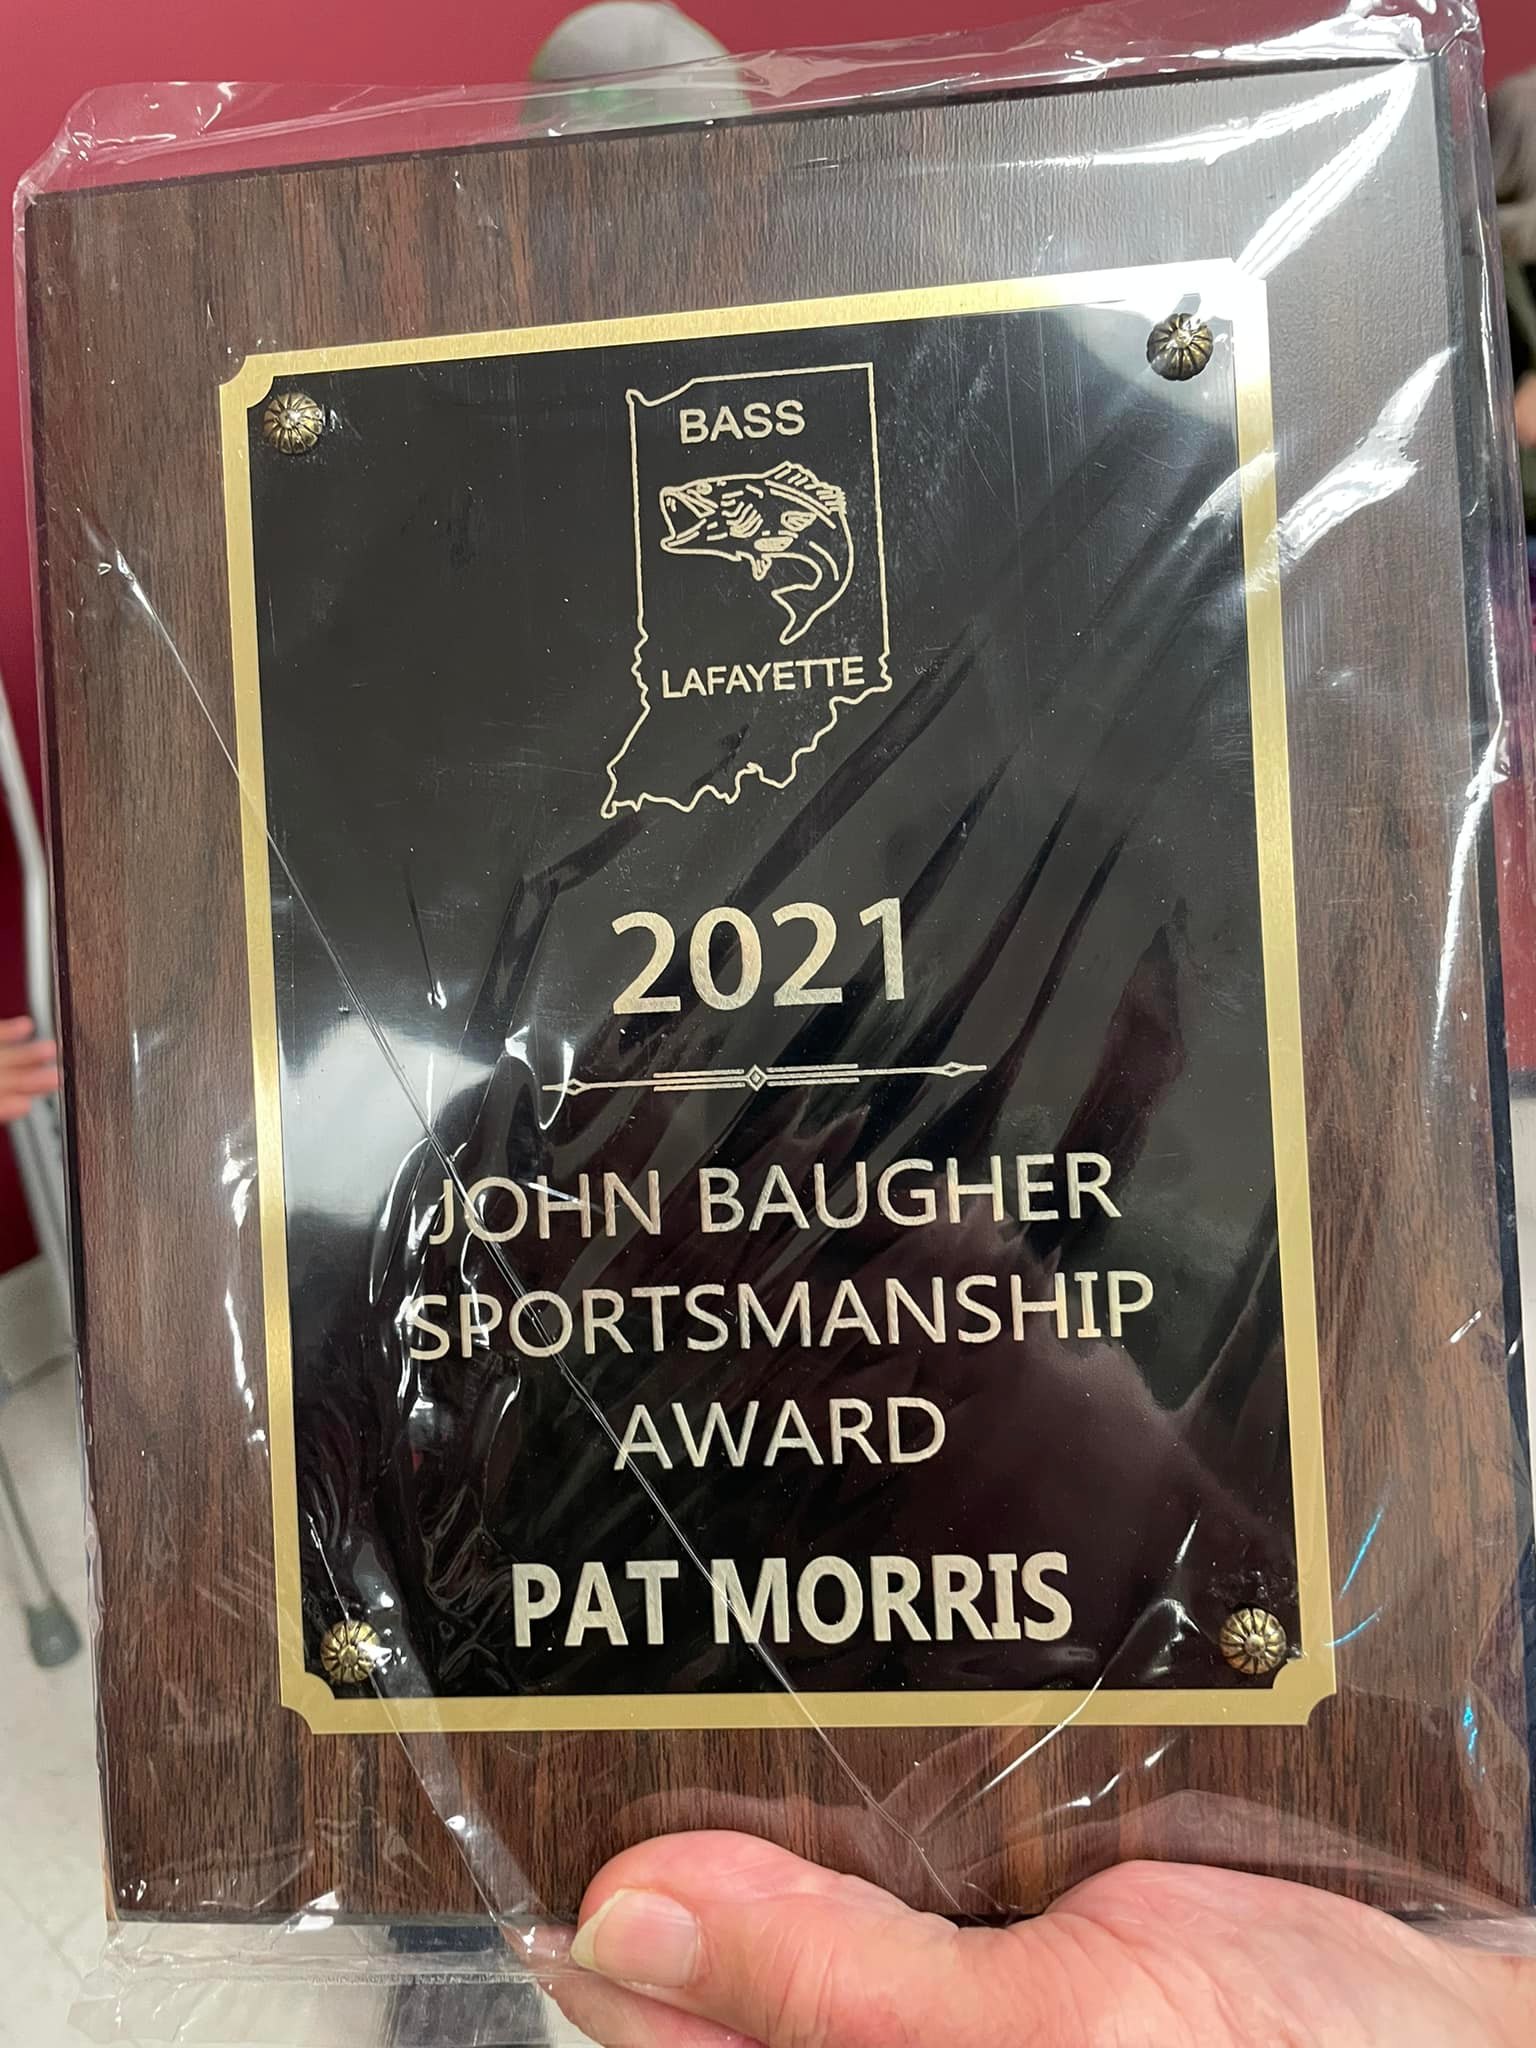 BASS
LAFAYETTE
2021
JOHN BAUGHER
SPORTSMANSHIP
AWARD
PAT MORRIS